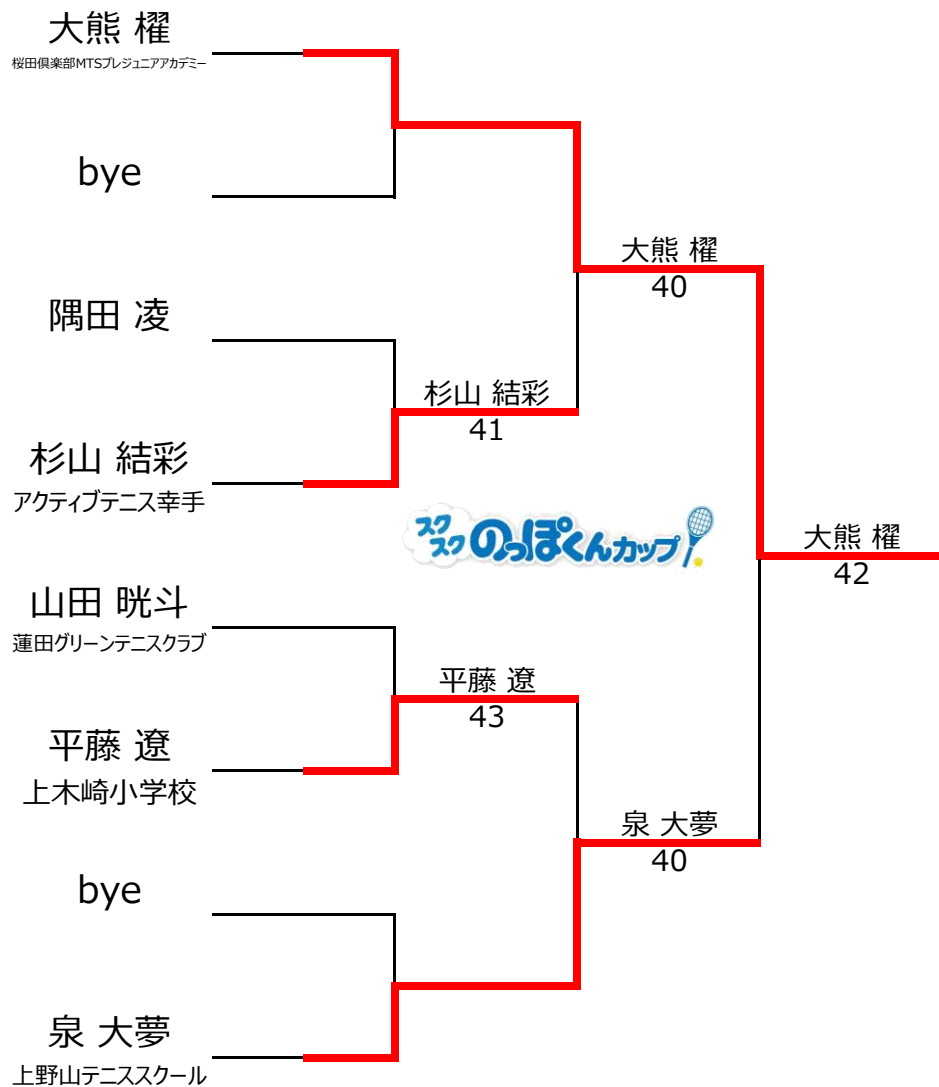 大熊 櫂
桜田倶楽部MTSプレジュニアアカデミー
bye
大熊 櫂
40
隅田 凌
杉山 結彩
41
杉山 結彩
アクティブテニス幸手
スク
スク のっぽくんカップ
大熊 櫂
42
山田 晄斗
蓮田グリーンテニスクラブ
平藤 遼
43
平藤 遼
上木崎小学校
泉 大夢
40
bye
泉 大夢
上野山テニススクール